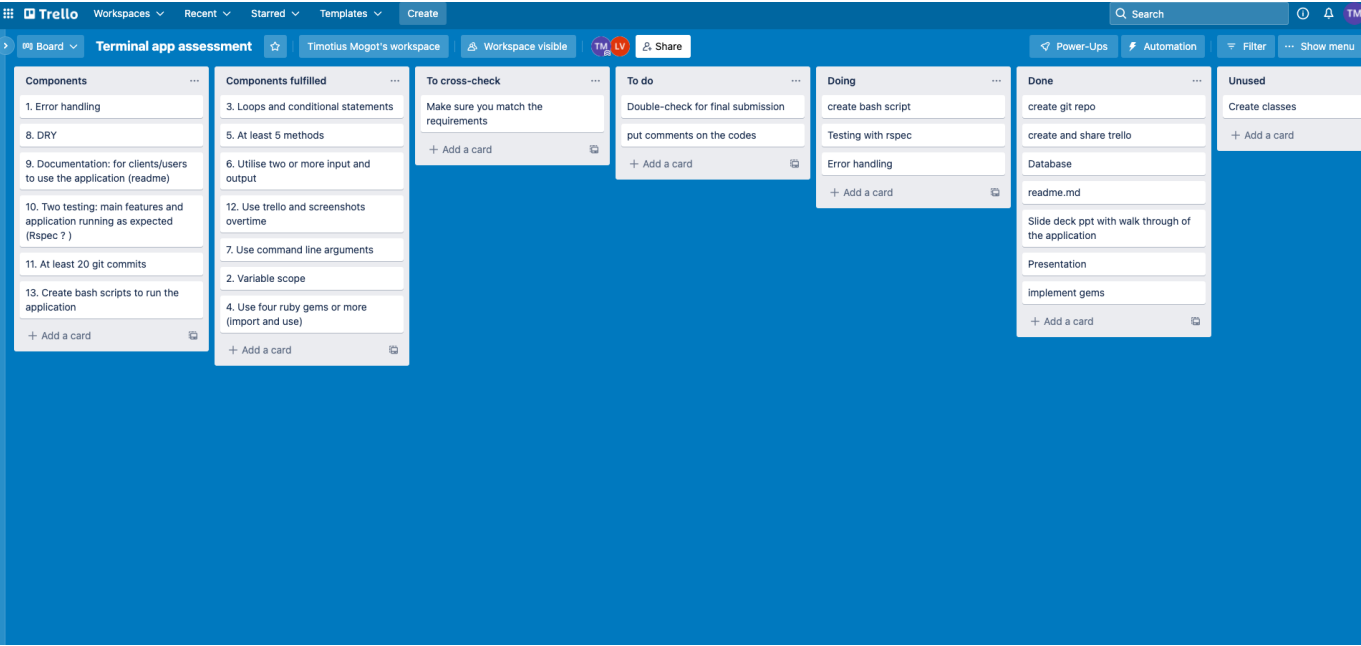 Trello
Workspaces
Recent
Starred
Templates
Create
Search
TM
Board
Terminal app assessment
Timotius Mogot's workspace
Workspace visible
TM
LV
Share
Power-Ups
Automation
Filter
Show menu
Components
1. Error handling
8. DRY
9. Documentation: for clients/users
to use the application (readme)
10. Two testing: main features and
application running as expected
(Rspec ? )
11. At least 20 git commits
13. Create bash scripts to run the
application
+ Add a card
Components fulfilled
3. Loops and conditional statements
5. At least 5 methods
6. Utilise two or more input and
output
12. Use trello and screenshots
overtime
7. Use command line arguments
2. Variable scope
4. Use four ruby gems or more
(import and use)
+ Add a card
To cross-check
Make sure you match the
requirements
+ Add a card
To do
Double-check for final submission
put comments on the codes
+ Add a card
Doing
create bash script
Testing with rspec
Error handling
+ Add a card
Done
create git repo
create and share trello
Database
readme.md
Slide deck ppt with walk through of
the application
Presentation
implement gems
+ Add a card
Unused
Create classes
+ Add a card